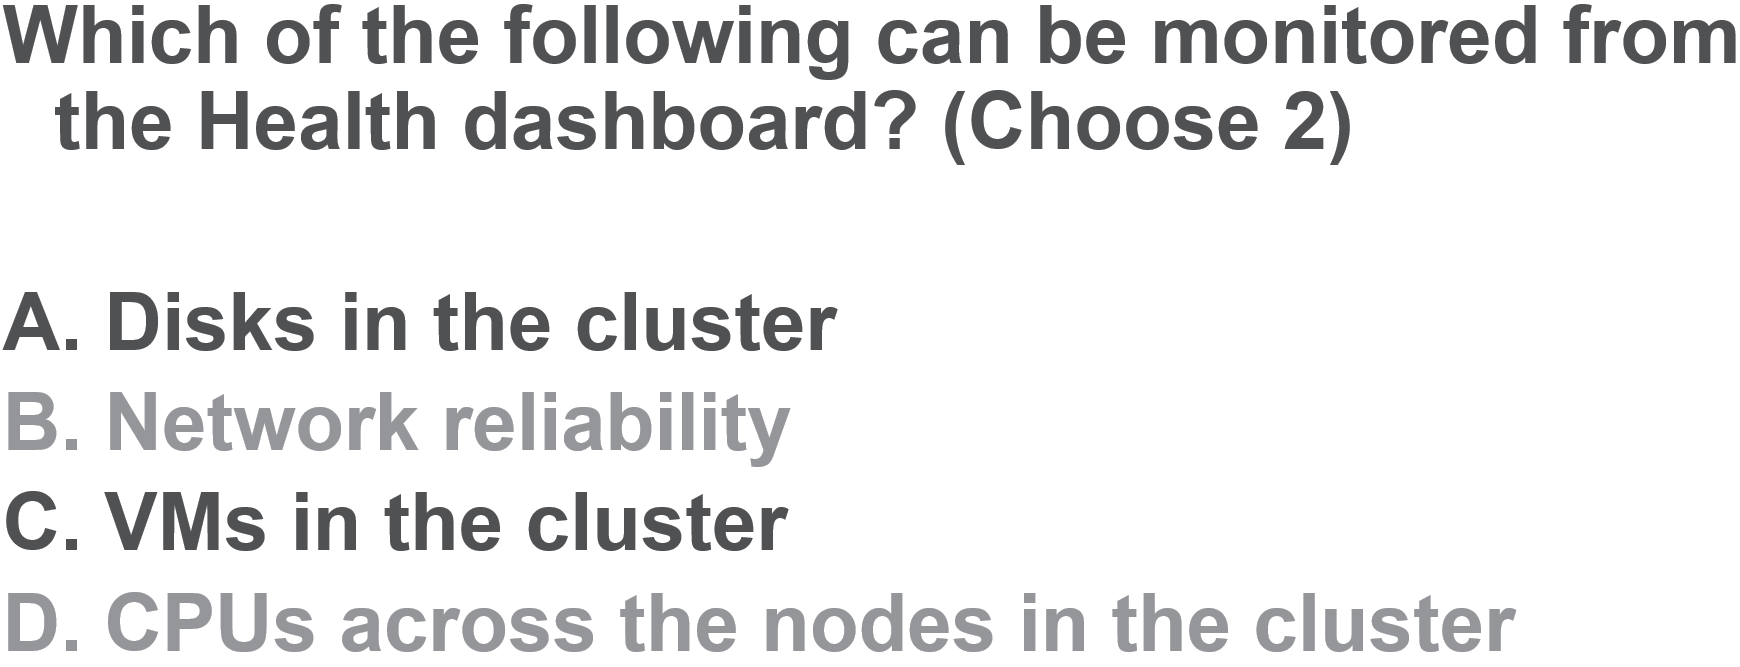 Which of the following can be monitored from
the Health dashboard? (Choose 2)
A. Disks in the cluster
B. Network reliability
C. VMs in the cluster
D. CPUs across the nodes in the cluster